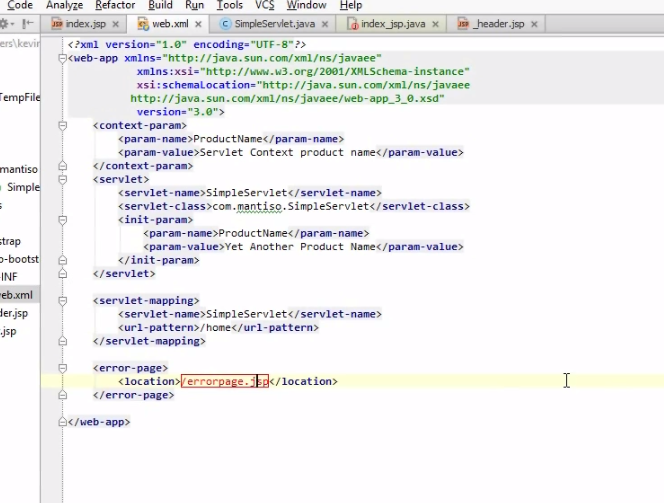 Code Analyze Refactor Build Run Tools VCS Window Help
index.jsp web.xml SimpleServlet.java index_jsp.java _header.jsp
<?xml version="1.0" encoding="UTF-8"?>
<web-app xmlns="http://java.sun.com/xml/ns/javaee"
xmlns:xsi="http://www.w3.org/2001/XMLSchema-instance"
xsi:schemaLocation="http://java.sun.com/xml/ns/javaee
http://java.sun.com/xml/ns/javaee/web-app_3_0.xsd"
version="3.0">
<context-param>
<param-name>ProductName</param-name>
<param-value>Servlet Context product name</param-value>
</context-param>
<servlet>
<servlet-name>SimpleServlet</servlet-name>
<servlet-class>com.mantiso.SimpleServlet</servlet-class>
<init-param>
<param-name>ProductName</param-name>
<param-value>Yet Another Product Name</param-value>
</init-param>
</servlet>
<servlet-mapping>
<servlet-name>SimpleServlet</servlet-name>
<url-pattern>/home</url-pattern>
</servlet-mapping>
<error-page>
<location>/errorpage.jsp</location>
</error-page>
</web-app>
ers\kevin
TempFile
mantiso
Simple
s
trap
o-bootst
-INF
web.xml
der.jsp
.jsp